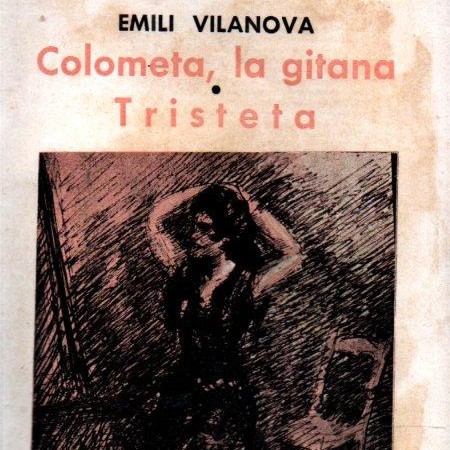 EMILI VILANOVA
Colometa, la gitana
•
Tristeta